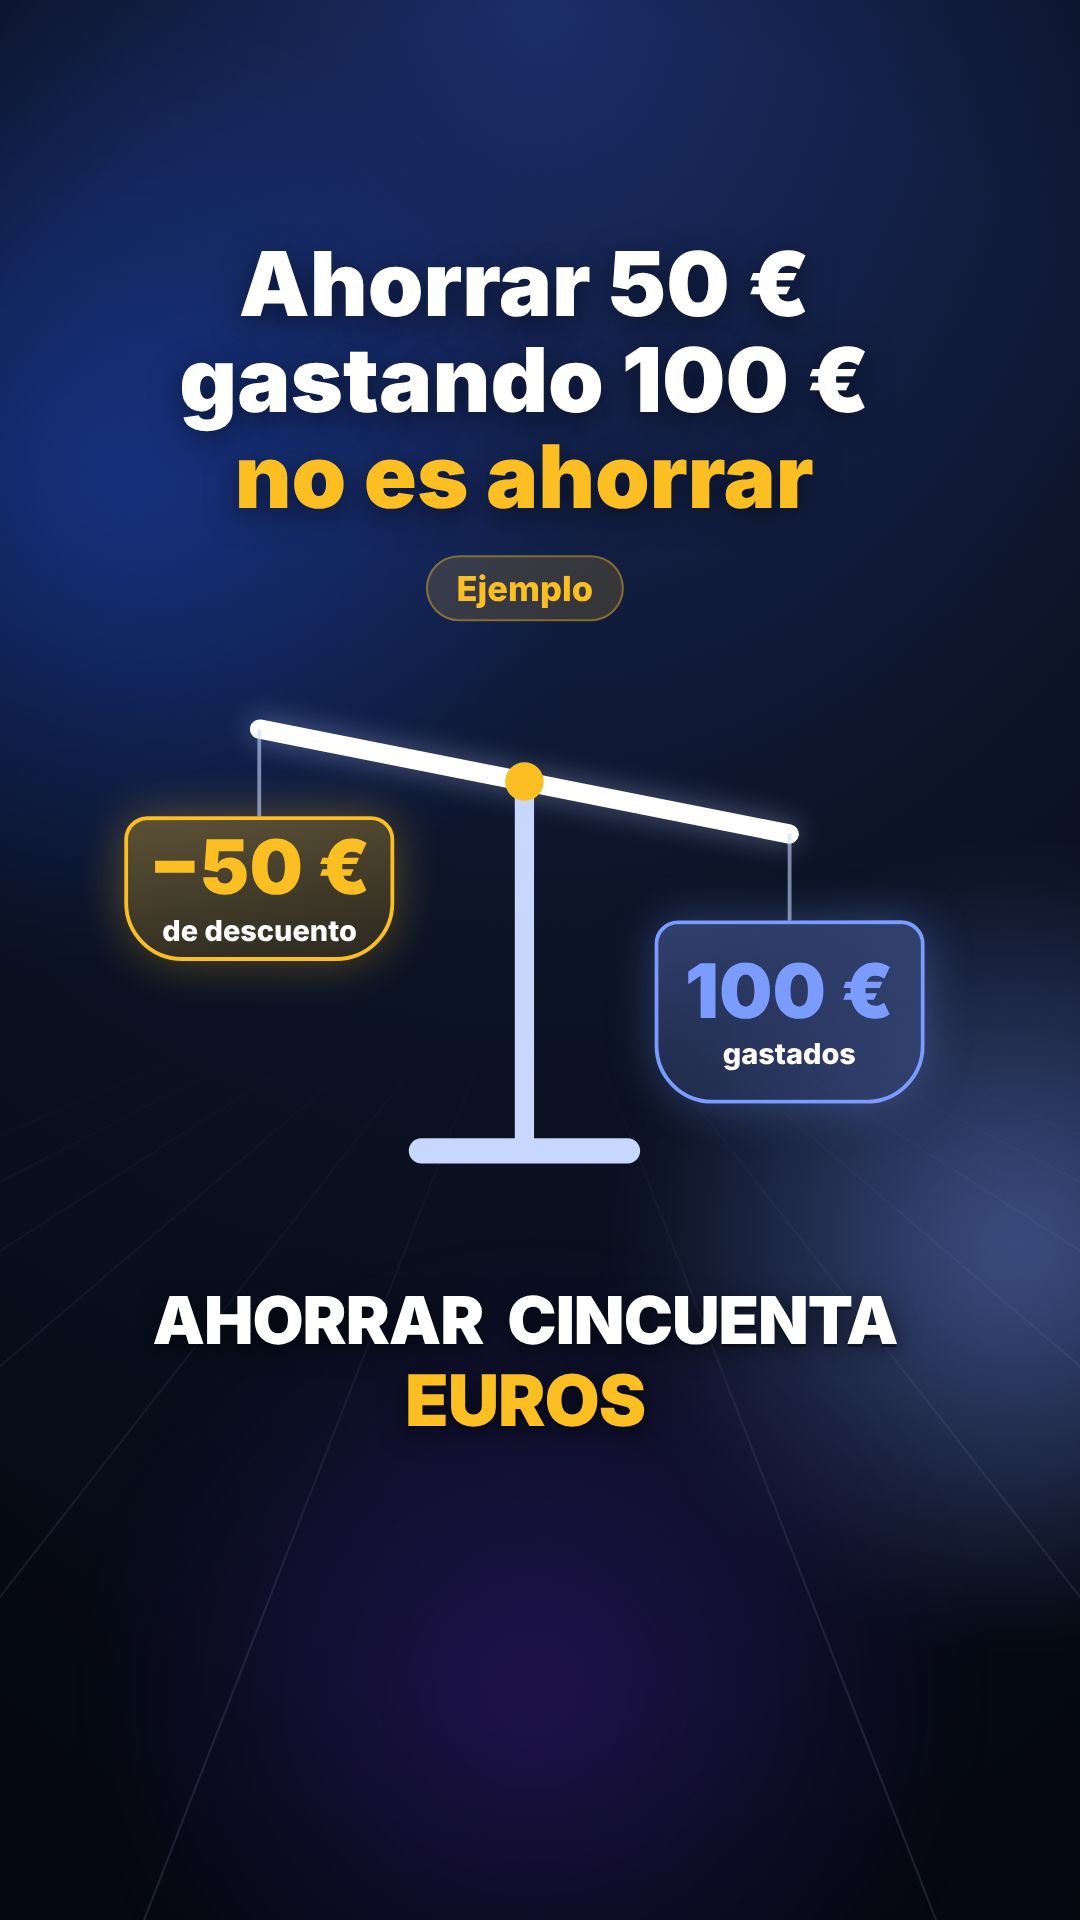 Ahorrar 50 €
gastando 100 €
no es ahorrar
Ejemplo
−50 €
de descuento
100 €
gastados
AHORRAR CINCUENTA
EUROS